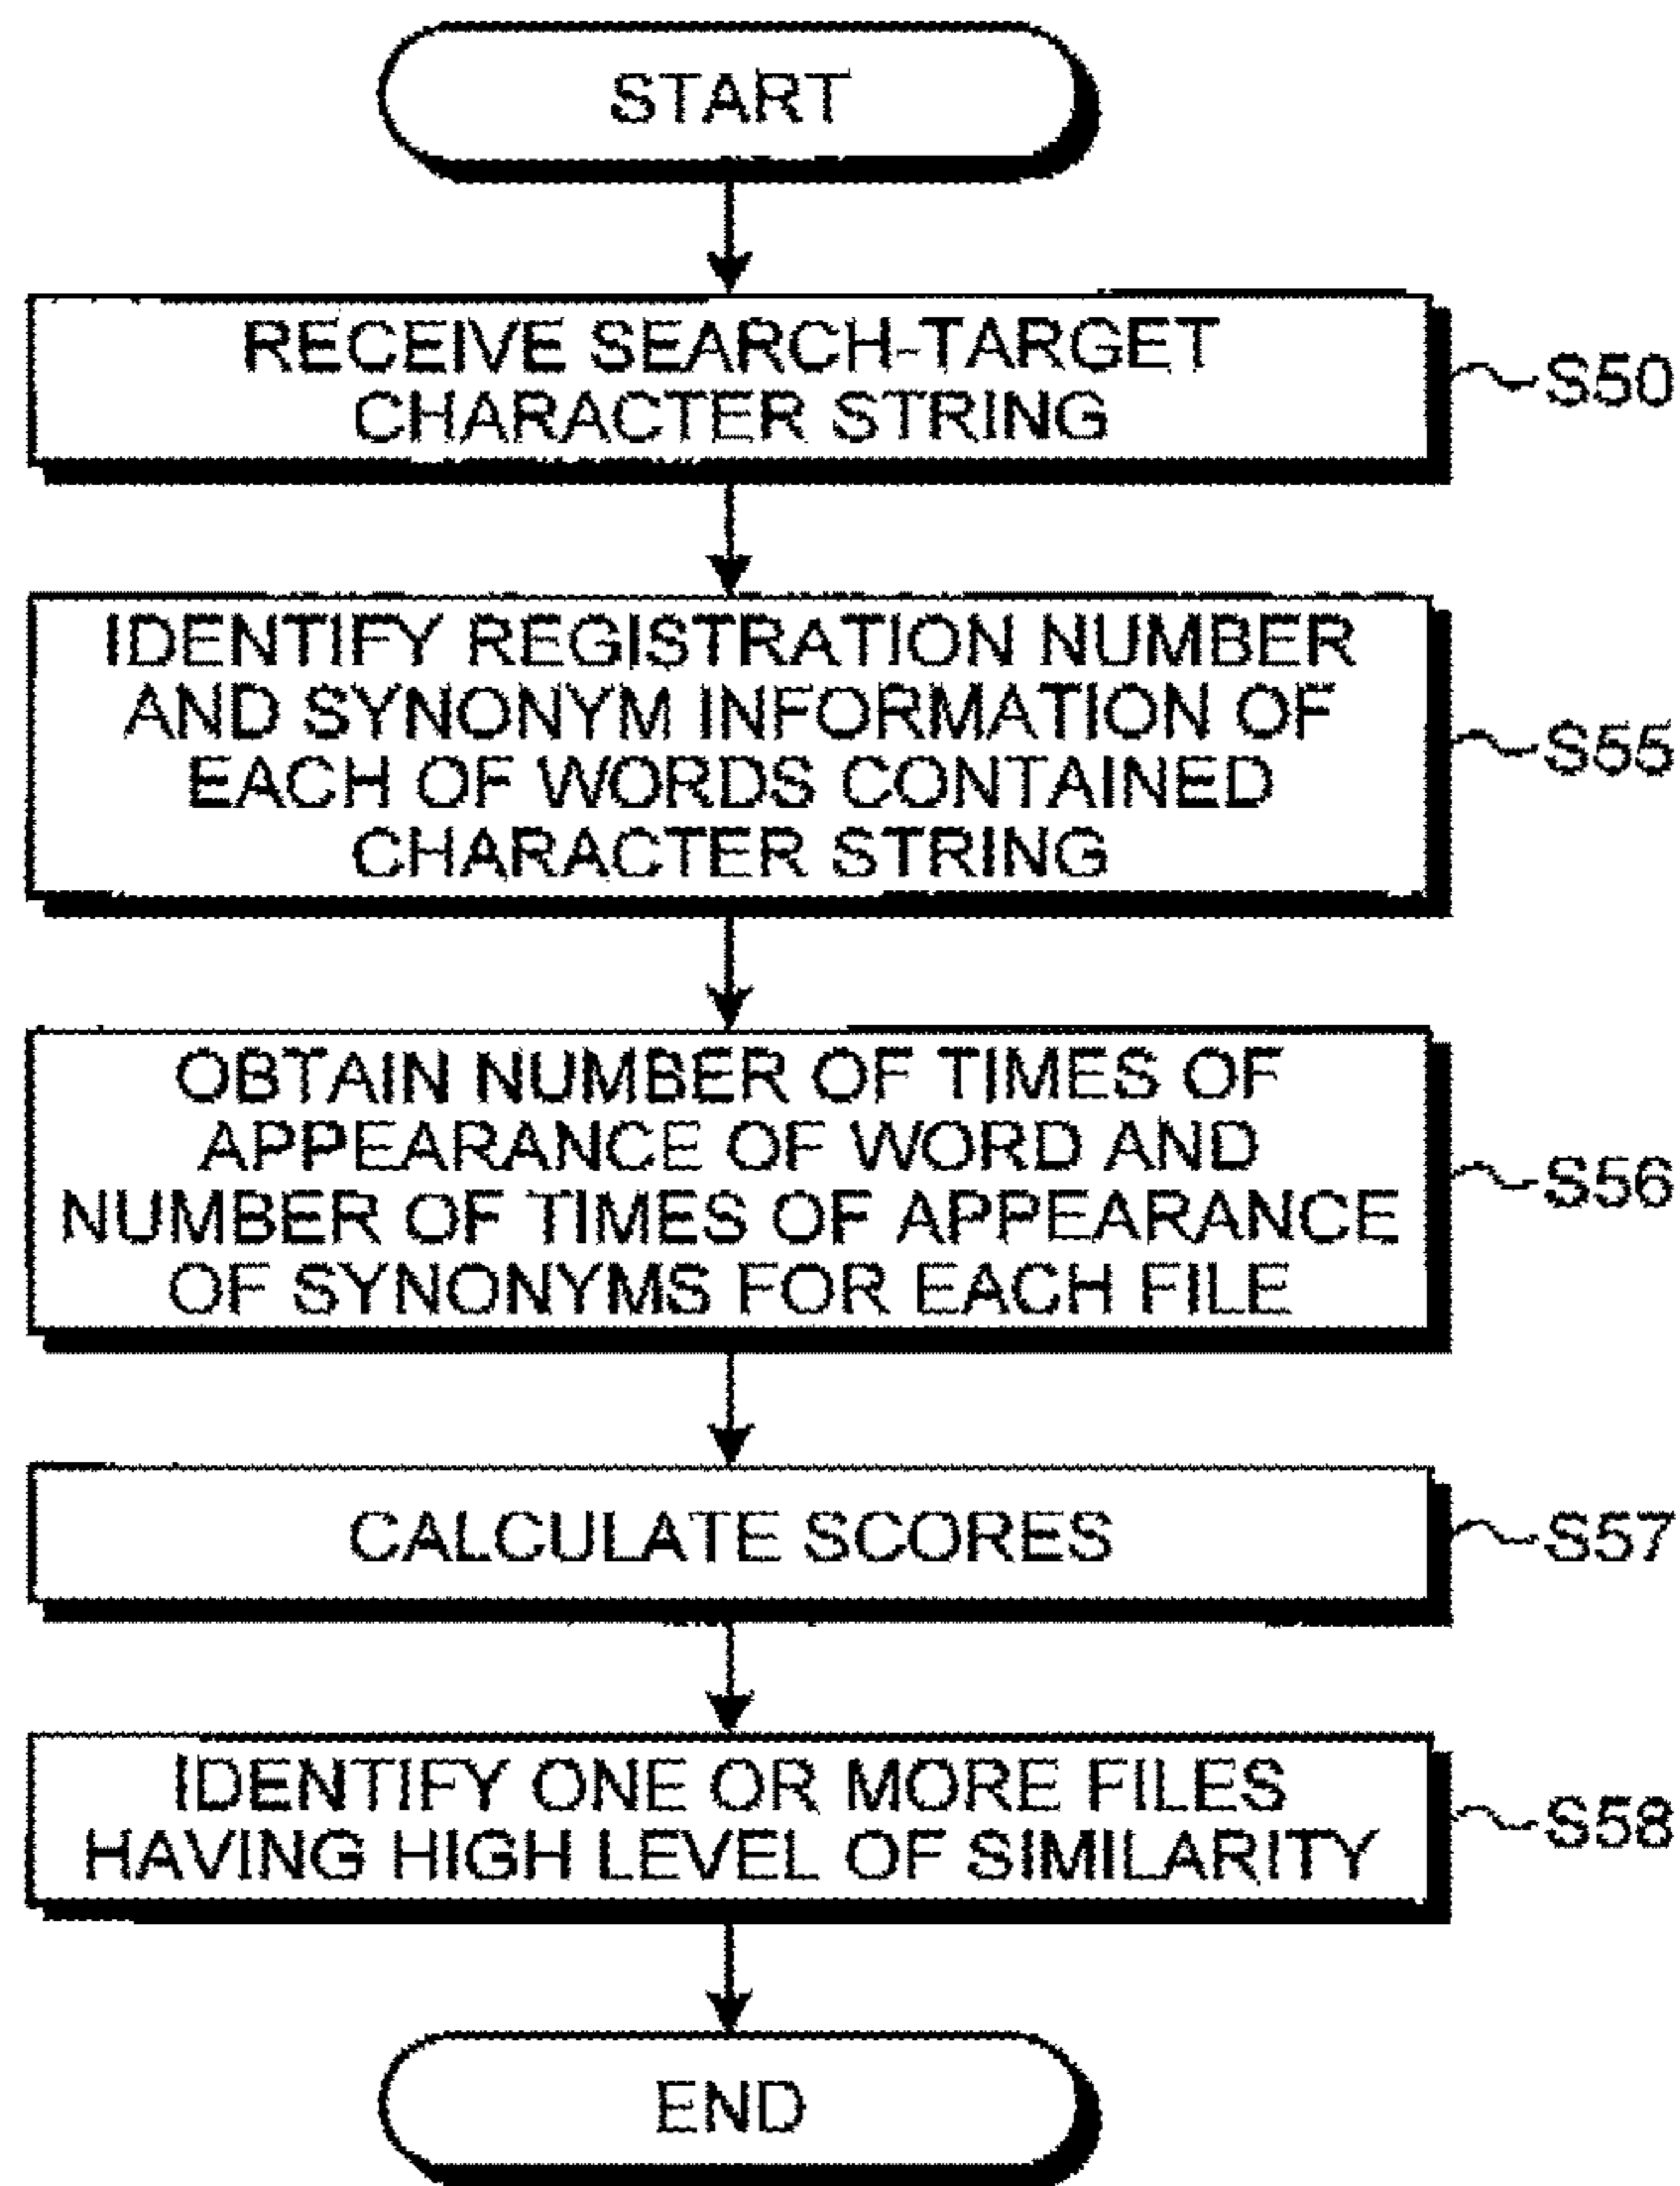 START
RECEIVE SEARCH-TARGET
CHARACTER STRING
S50
IDENTIFY REGISTRATION NUMBER
AND SYNONYM INFORMATION OF
EACH OF WORDS CONTAINED
CHARACTER STRING
S55
OBTAIN NUMBER OF TIMES OF
APPEARANCE OF WORD AND
NUMBER OF TIMES OF APPEARANCE
OF SYNONYMS FOR EACH FILE
S56
CALCULATE SCORES
S57
IDENTIFY ONE OR MORE FILES
HAVING HIGH LEVEL OF SIMILARITY
S58
END